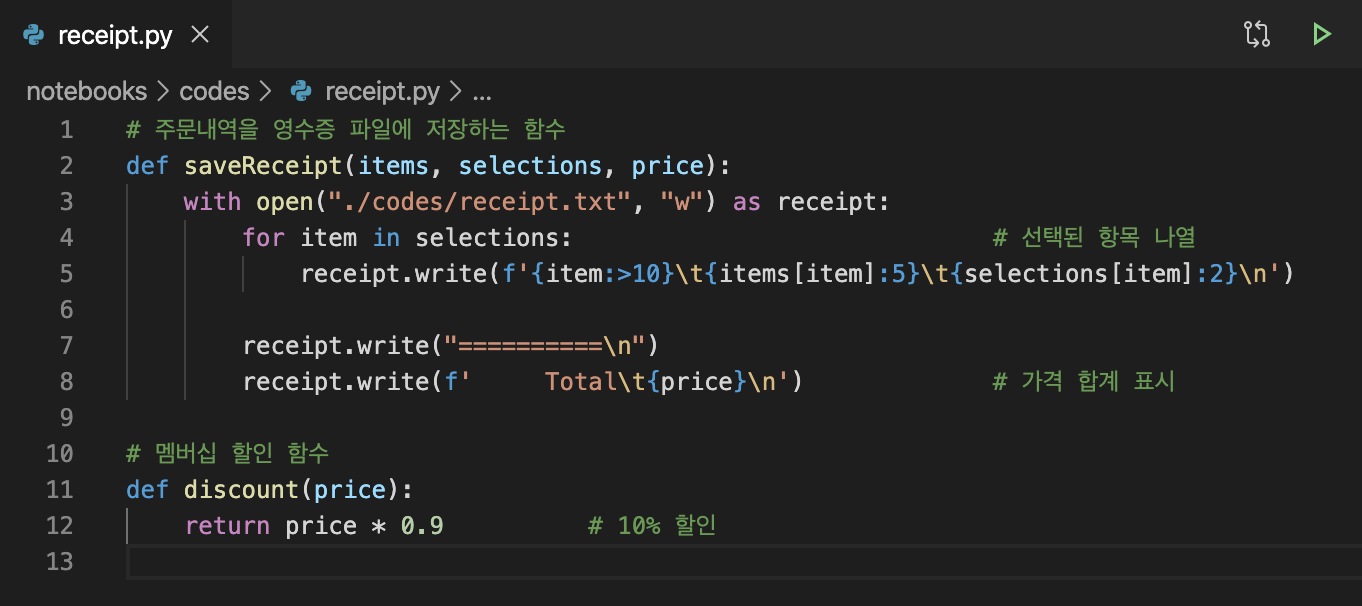 receipt.py
notebooks > codes > receipt.py > ...
1 # 주문내역을 영수증 파일에 저장하는 함수
2 def saveReceipt(items, selections, price):
3     with open("./codes/receipt.txt", "w") as receipt:
4         for item in selections:                             # 선택된 항목 나열
5             receipt.write(f'{item:>10}\t{items[item]:5}\t{selections[item]:2}\n')
6
7         receipt.write("==========\n")
8         receipt.write(f'     Total\t{price}\n')             # 가격 합계 표시
9
10 # 멤버십 할인 함수
11 def discount(price):
12     return price * 0.9          # 10% 할인
13